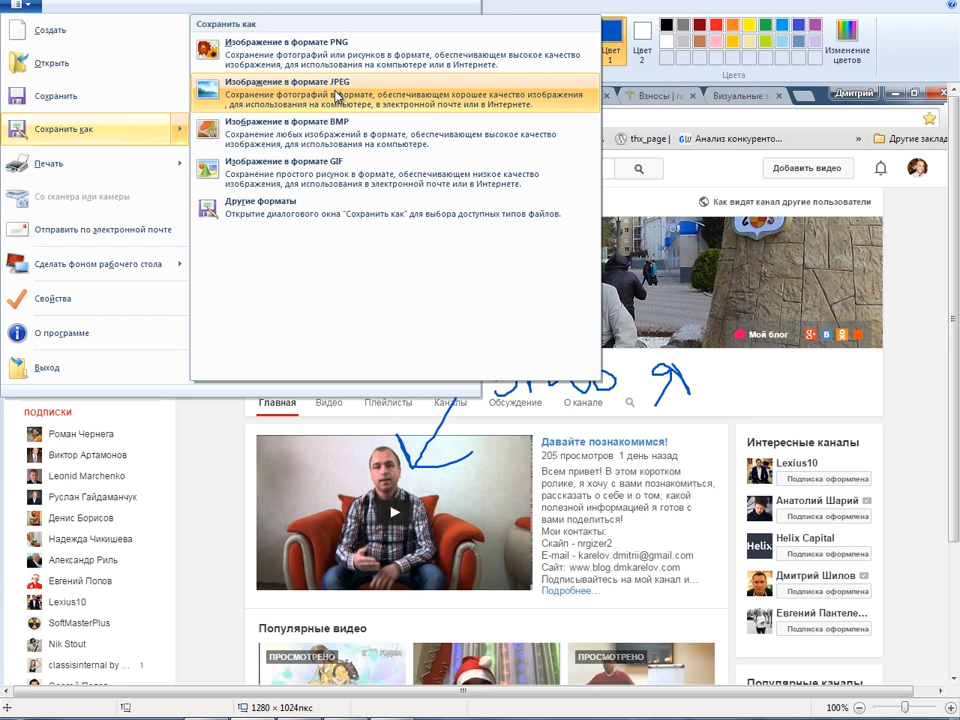 Создать
Открыть
Сохранить
Сохранить как
Печать
Со сканера или камеры
Отправить по электронной почте
Сделать фоном рабочего стола
Свойства
О программе
Выход
Сохранить как
Изображение в формате PNG
Сохранение фотографий или рисунков в формате, обеспечивающем высокое качество
изображения, для использования на компьютере или в Интернете.
Изображение в формате JPEG
Сохранение фотографий в формате, обеспечивающем хорошее качество изображения
, для использования на компьютере, в электронной почте или в Интернете.
Изображение в формате BMP
Сохранение любых изображений в формате, обеспечивающем высокое качество
изображения, для использования на компьютере.
Изображение в формате GIF
Сохранение простого рисунок в формате, обеспечивающем низкое качество
изображения, для использования в электронной почте или в Интернете.
Другие форматы
Открытие диалогового окна "Сохранить как" для выбора доступных типов файлов.
Цвет
1
Цвет
2
Изменение
цветов
Цвета
Взносы | п
Визуальные з
Дмитрий
thx_page |
Анализ конкуренто...
»
Другие заклад
Добавить видео
Как видят канал другие пользователи
Мой блог
Я
Главная
Видео
Плейлисты
Каналы
Обсуждение
О канале
ПОДПИСКИ
Роман Чернега
Виктор Артамонов
Leonid Marchenko
Руслан Гайдаманчук
Денис Борисов
Надежда Чикишева
Александр Риль
Евгений Попов
Lexius10
SoftMasterPlus
Nik Stout
classisinternal by ... 1
Давайте познакомимся!
205 просмотров 1 день назад
Всем привет! В этом коротком
ролике, я хочу с вами познакомиться,
рассказать о себе и о том, какой
полезной информацией я готов с
вами поделиться!
Мои контакты:
Скайп - nrgizer2
E-mail - karelov.dmitrii@gmail.com
Сайт: www.blog.dmkarelov.com
Подписывайтесь на мой канал и...
Подробнее...
Интересные каналы
Lexius10
Подписка оформлена
Анатолий Шарий
Подписка оформлена
Helix
Helix Capital
Подписка оформлена
Дмитрий Шилов
Подписка оформлена
Евгений Пантеле...
Подписка оформлена
Популярные видео
ПРОСМОТРЕНО
ПРОСМОТРЕНО
Популярные каналы
1280 × 1024пкс
100%